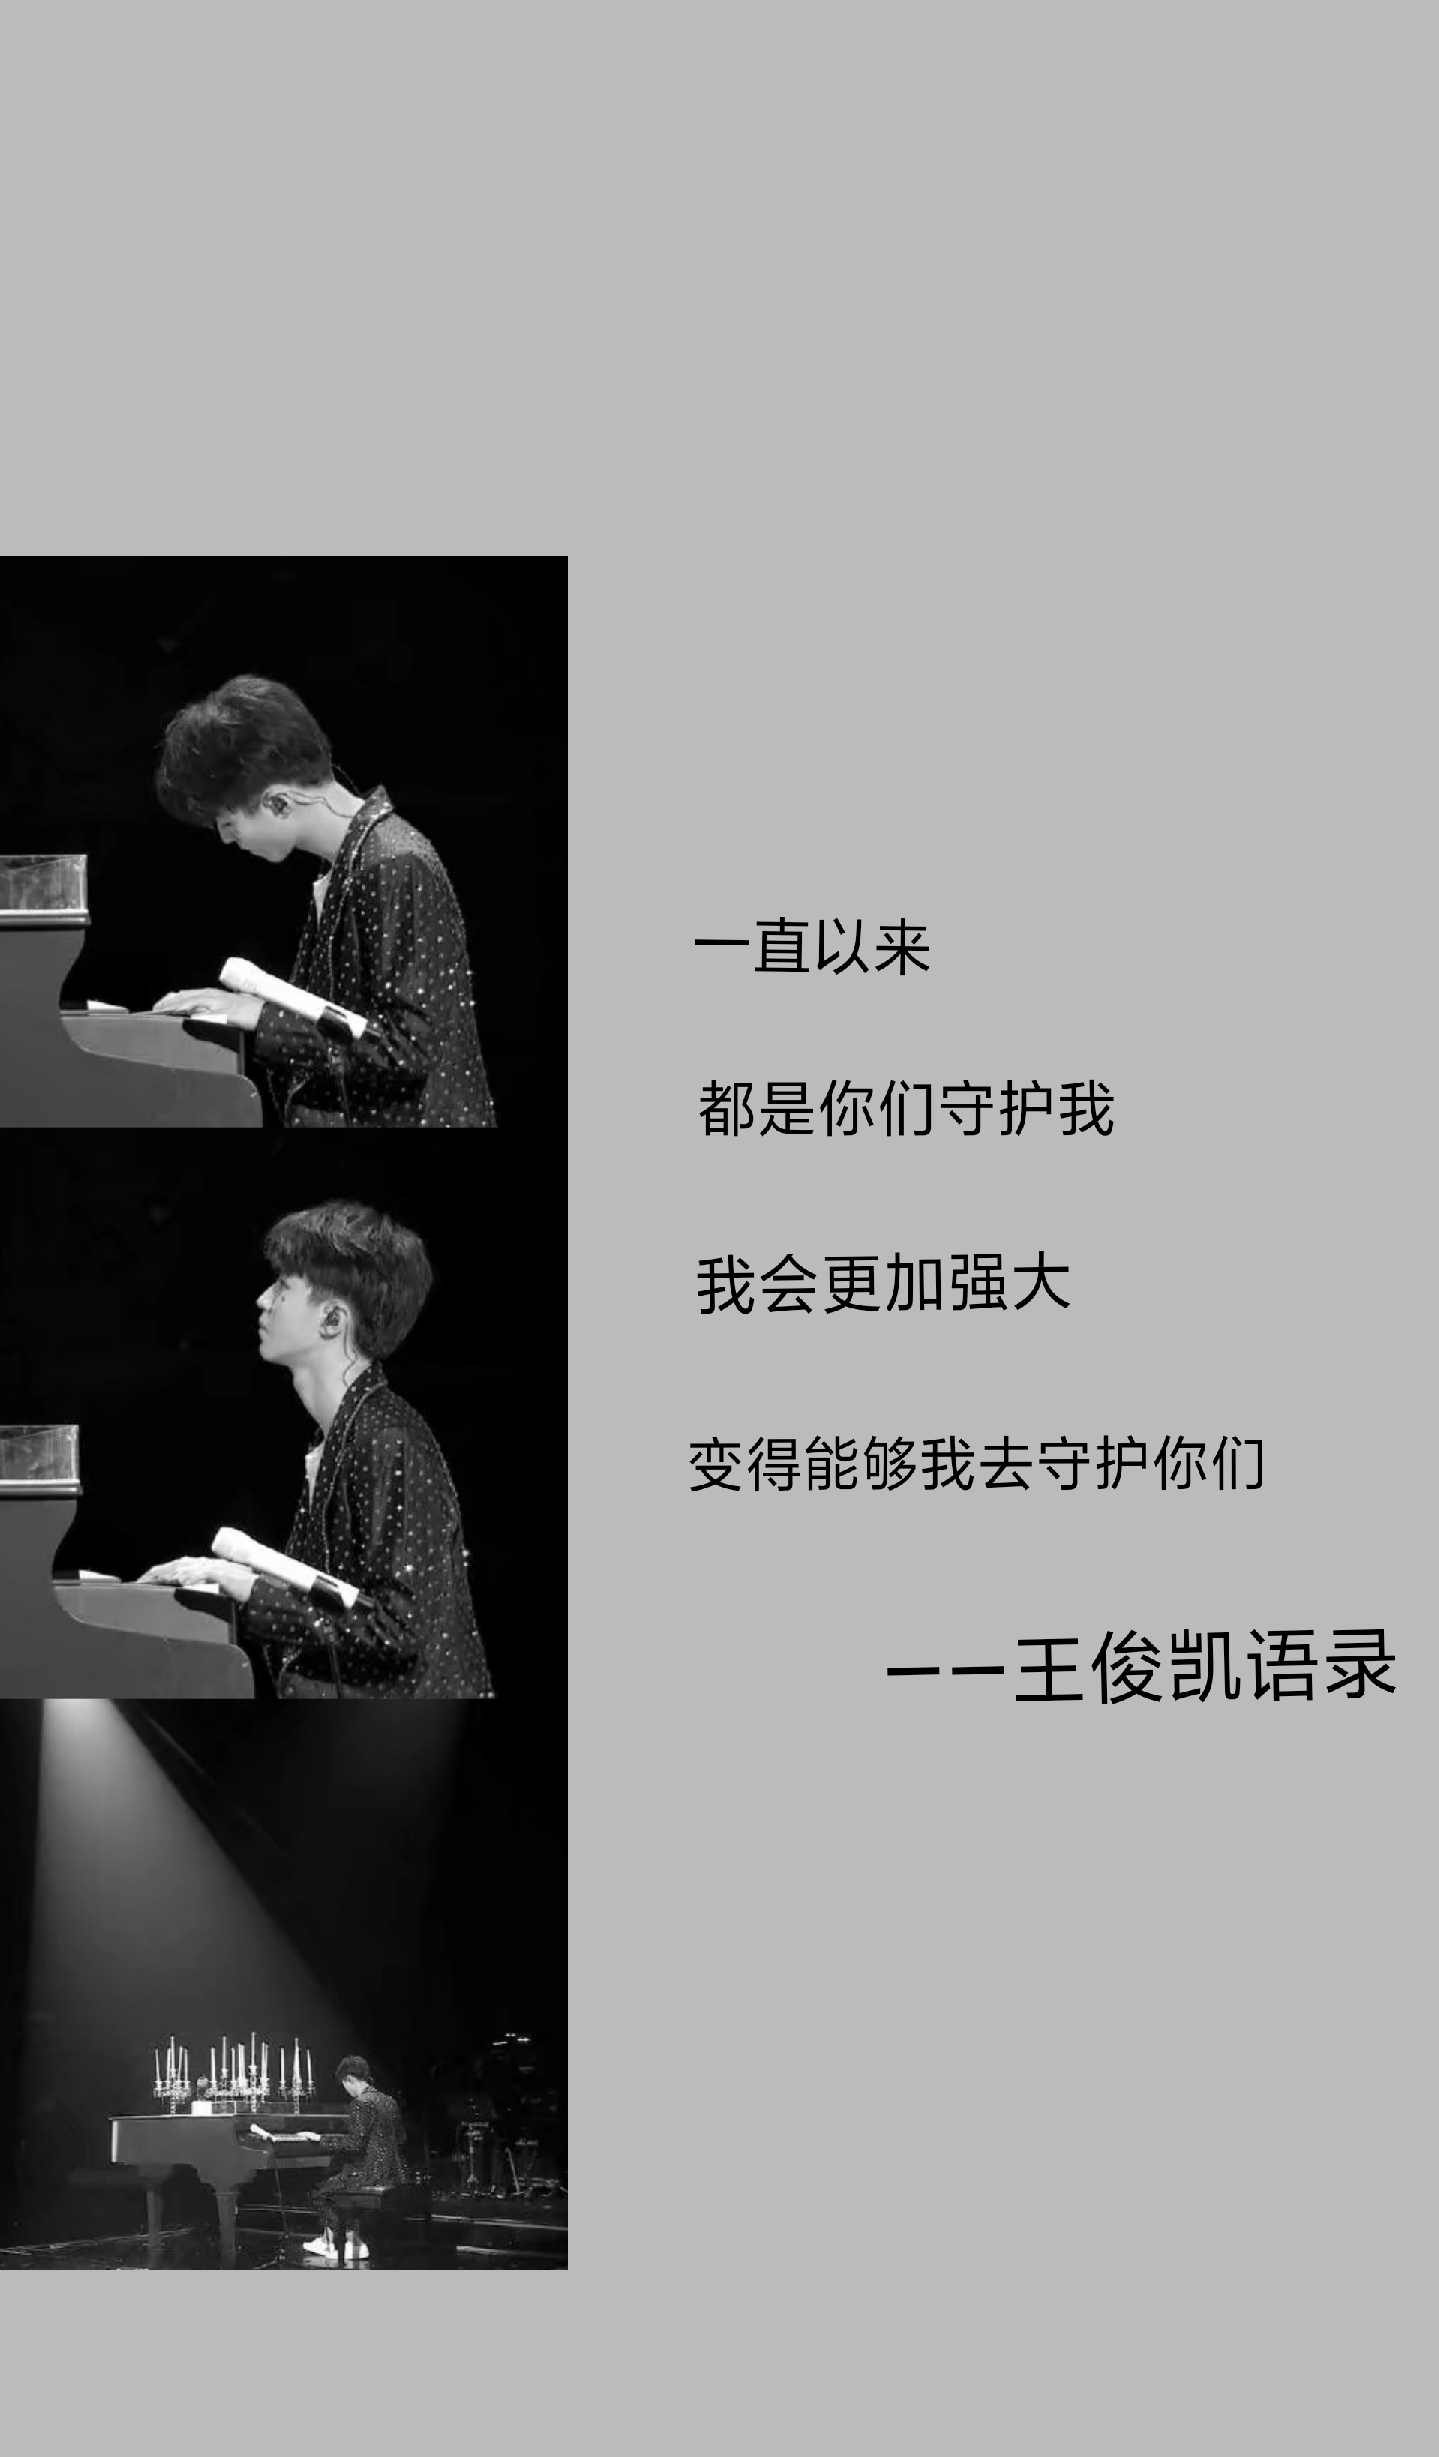 一直以来
都是你们守护我
我会更加强大
变得能够我去守护你们
——王俊凯语录